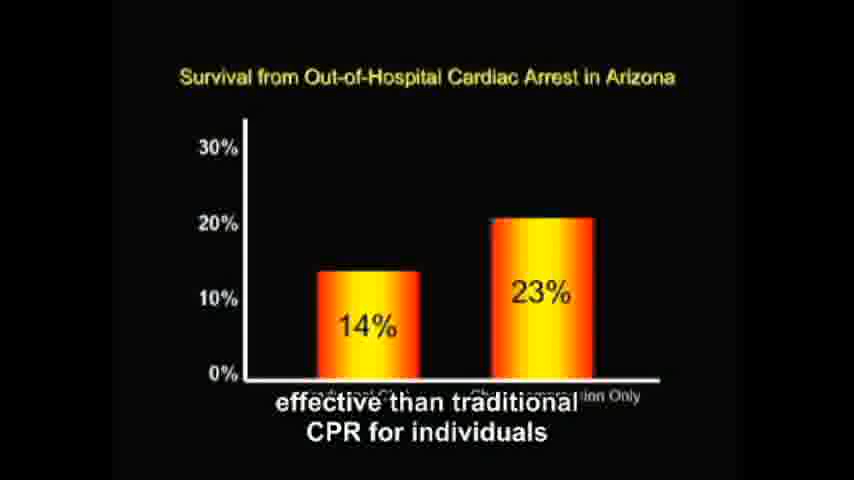 Survival from Out-of-Hospital Cardiac Arrest in Arizona
30%
20%
10%
0%
14%
23%
Only
effective than traditional
CPR for individuals